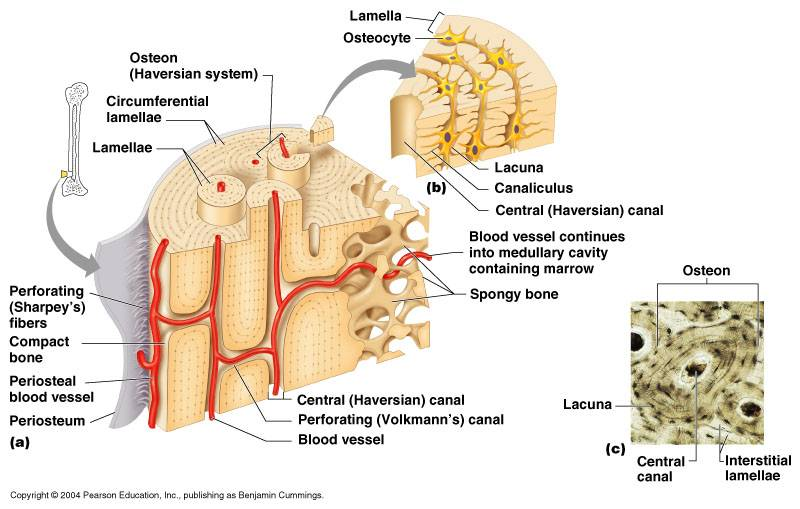 Lamella
Osteocyte
Osteon
(Haversian system)
Circumferential
lamellae
Lamellae
Lacuna
Canaliculus
Central (Haversian) canal
(b)
Blood vessel continues
into medullary cavity
containing marrow
Spongy bone
Perforating
(Sharpey's)
fibers
Compact
bone
Periosteal
blood vessel
Periosteum
(a)
Central (Haversian) canal
Perforating (Volkmann's) canal
Blood vessel
Osteon
Lacuna
(c)
Central
canal
Interstitial
lamellae
Copyright © 2004 Pearson Education, Inc., publishing as Benjamin Cummings.